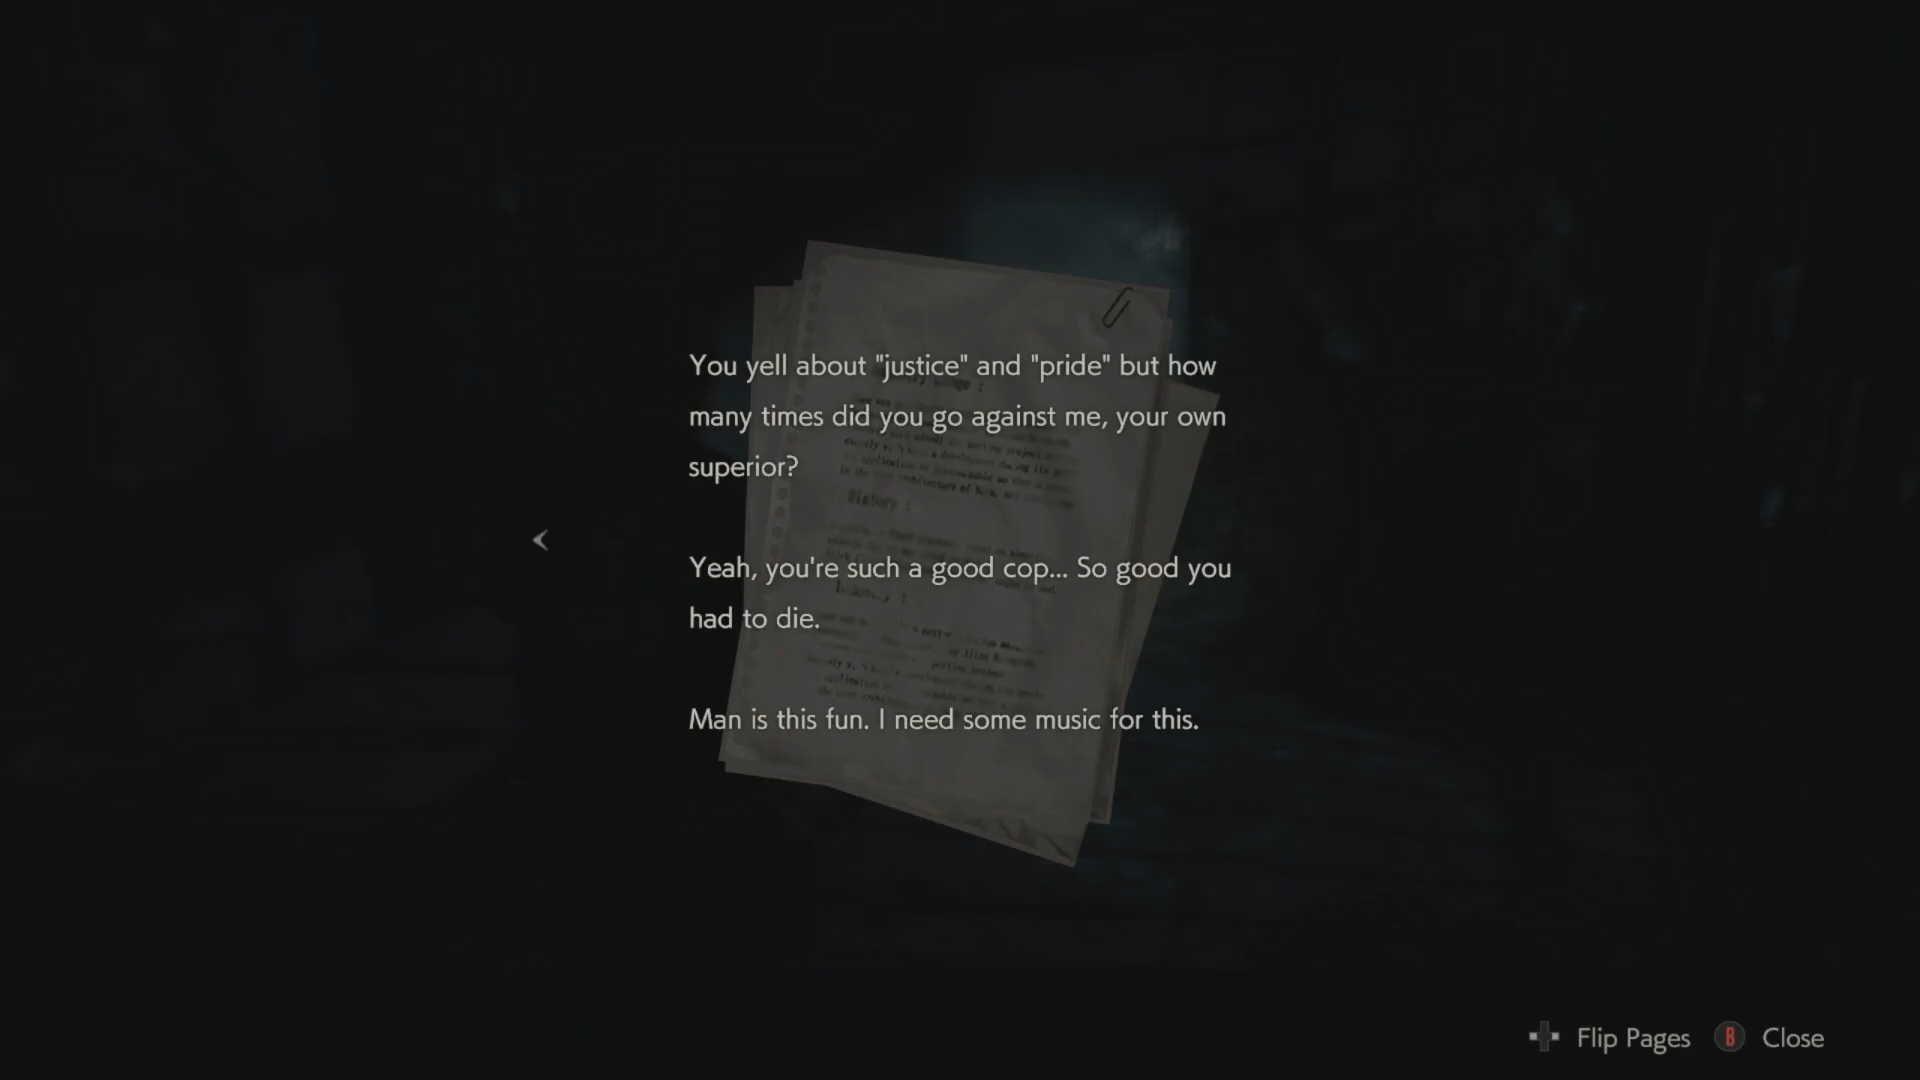 You yell about "justice" and "pride" but how
many times did you go against me, your own
superior?
Yeah, you're such a good cop... So good you
had to die.
Man is this fun. I need some music for this.
Flip Pages B Close